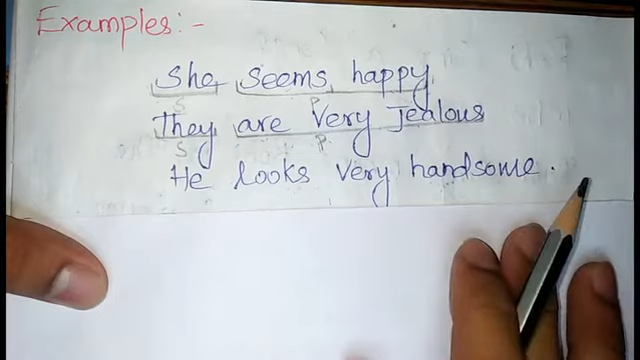 Examples:-
She seems happy
S P
They are very Jealous
S P
He looks very handsome.